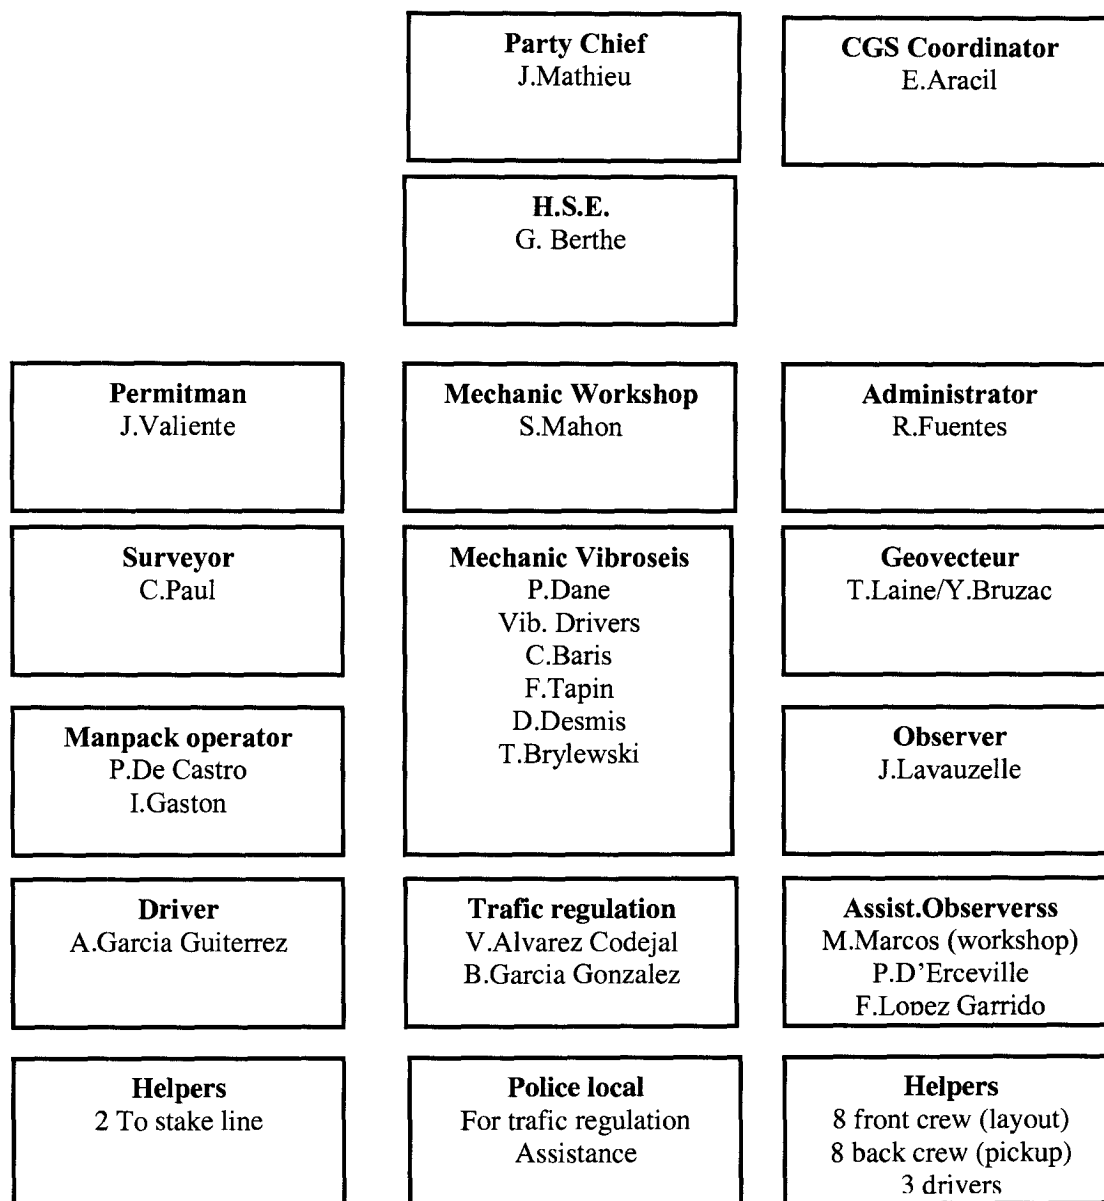 Party Chief
J.Mathieu
CGS Coordinator
E.Aracil
H.S.E.
G. Berthe
Permitman
J.Valiente
Mechanic Workshop
S.Mahon
Administrator
R.Fuentes
Surveyor
C.Paul
Mechanic Vibroseis
P.Dane
Vib. Drivers
C.Baris
F.Tapin
D.Desmis
T.Brylewski
Geovecteur
T.Laine/Y.Bruzac
Manpack operator
P.De Castro
I.Gaston
Observer
J.Lavauzelle
Driver
A.Garcia Guiterrez
Trafic regulation
V.Alvarez Codejal
B.Garcia Gonzalez
Assist.Observerss
M.Marcos (workshop)
P.D'Erceville
F.Lopez Garrido
Helpers
2 To stake line
Police local
For trafic regulation
Assistance
Helpers
8 front crew (layout)
8 back crew (pickup)
3 drivers